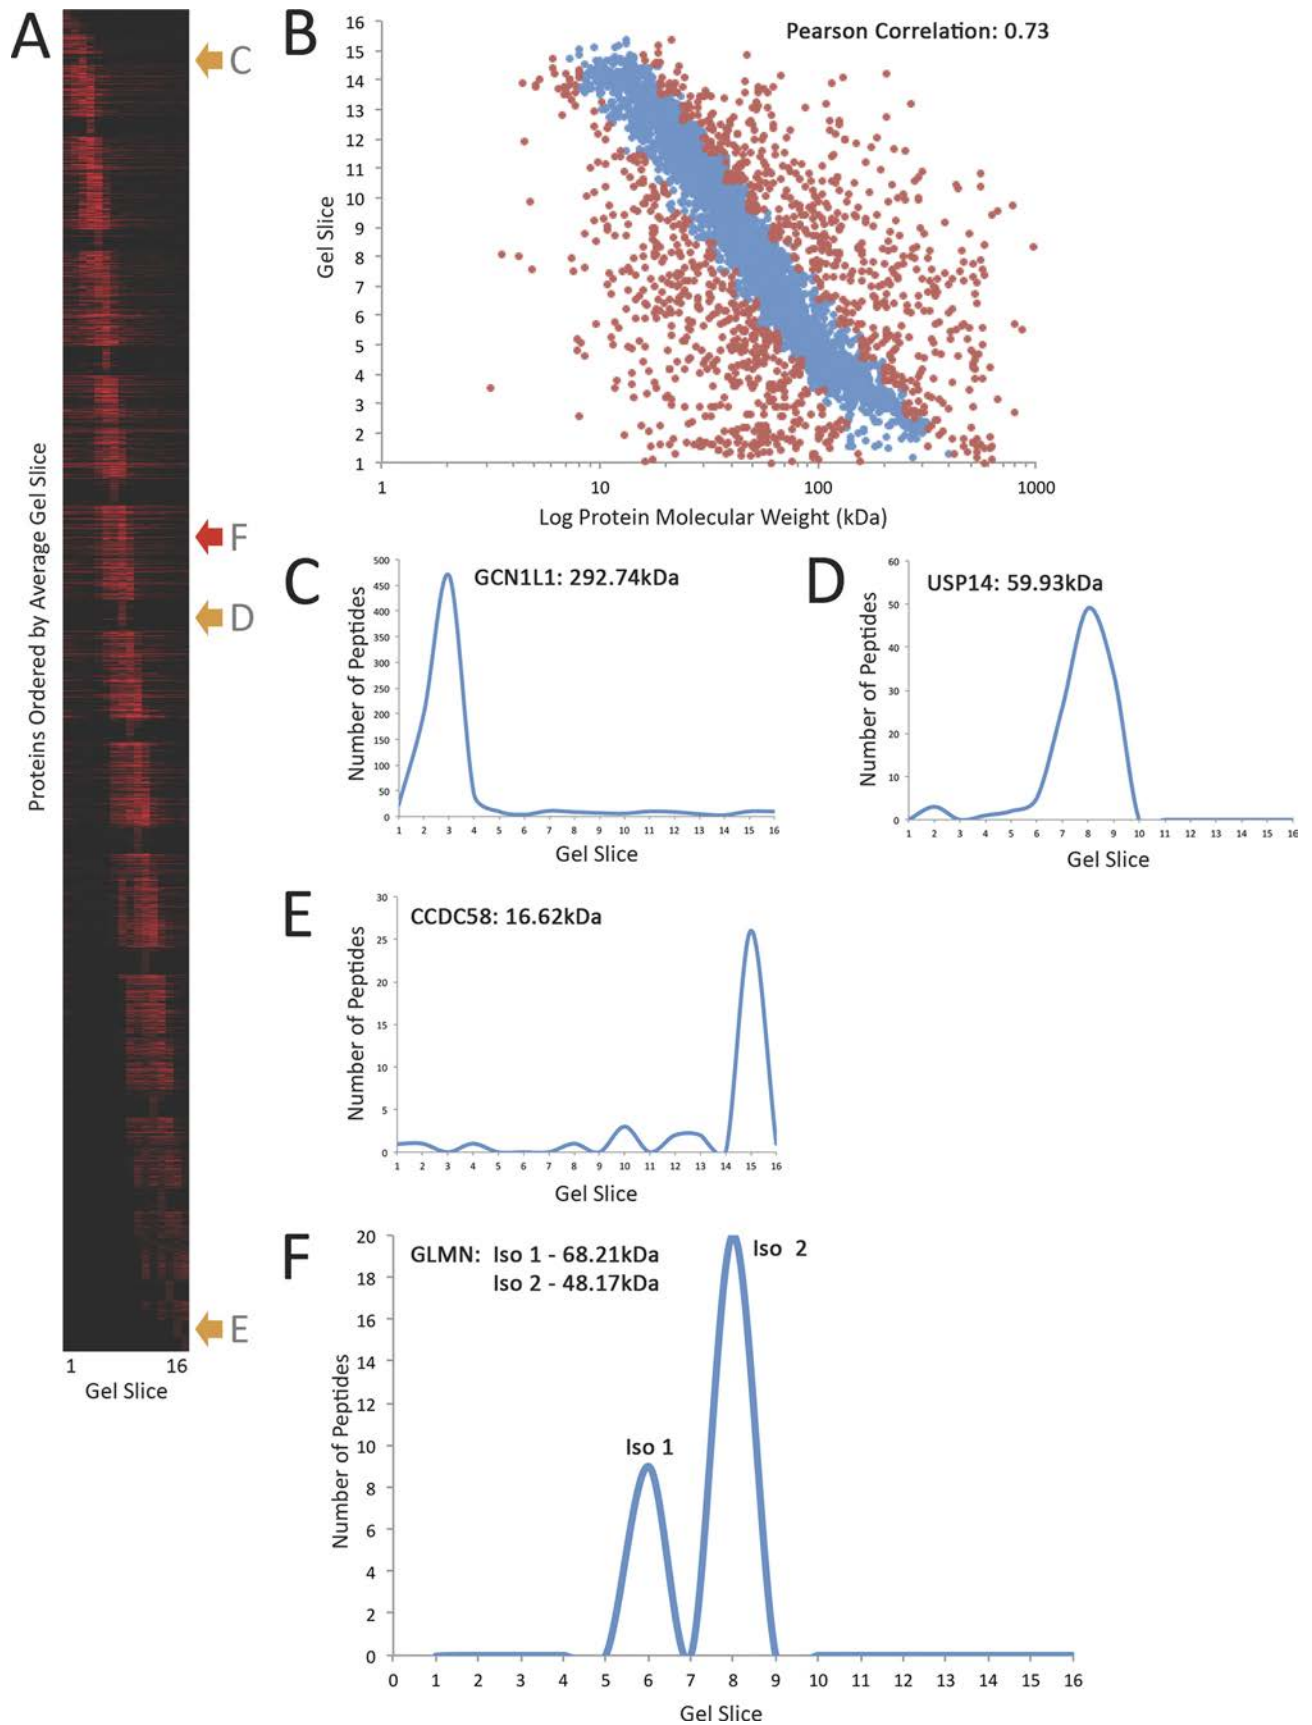 A
C
F
D
E
Proteins Ordered by Average Gel Slice
1 16
Gel Slice
B
Pearson Correlation: 0.73
Gel Slice
16
15
14
13
12
11
10
9
8
7
6
5
4
3
2
1
1 10 100 1000
Log Protein Molecular Weight (kDa)
C
GCN1L1: 292.74kDa
Number of Peptides
500
450
400
350
300
250
200
150
100
50
0
1 2 3 4 5 6 7 8 9 10 11 12 13 14 15 16
Gel Slice
D
USP14: 59.93kDa
Number of Peptides
60
50
40
30
20
10
0
1 2 3 4 5 6 7 8 9 10 11 12 13 14 15 16
Gel Slice
E
CCDC58: 16.62kDa
Number of Peptides
30
25
20
15
10
5
0
1 2 3 4 5 6 7 8 9 10 11 12 13 14 15 16
Gel Slice
F
GLMN: Iso 1 - 68.21kDa
Iso 2 - 48.17kDa
Iso 2
Iso 1
Number of Peptides
20
18
16
14
12
10
8
6
4
2
0
0 1 2 3 4 5 6 7 8 9 10 11 12 13 14 15 16
Gel Slice